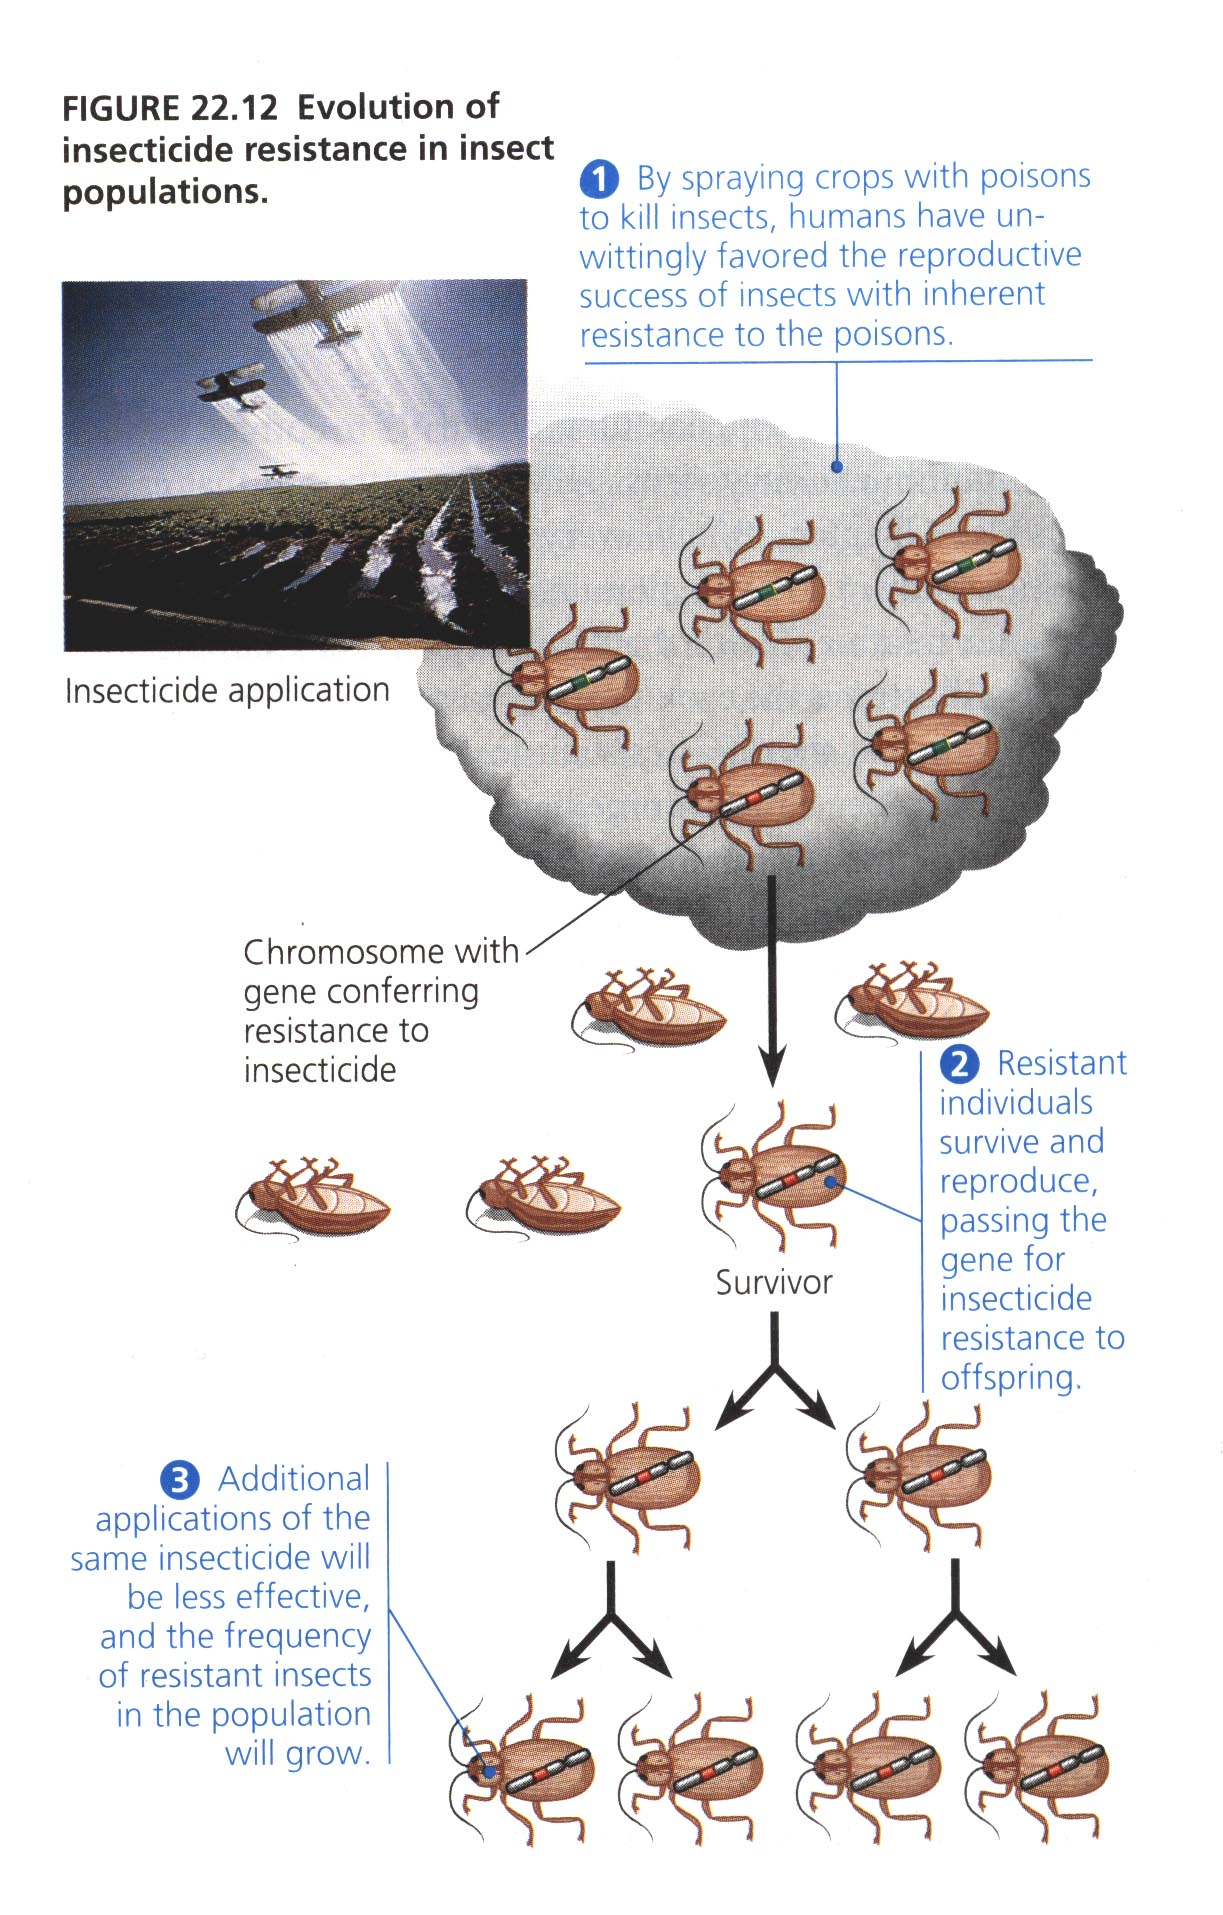 FIGURE 22.12 Evolution of
insecticide resistance in insect
populations.
1 By spraying crops with poisons
to kill insects, humans have un-
wittingly favored the reproductive
success of insects with inherent
resistance to the poisons.
Insecticide application
Chromosome with
gene conferring
resistance to
insecticide
2 Resistant
individuals
survive and
reproduce,
passing the
gene for
insecticide
resistance to
offspring.
Survivor
3 Additional
applications of the
same insecticide will
be less effective,
and the frequency
of resistant insects
in the population
will grow.